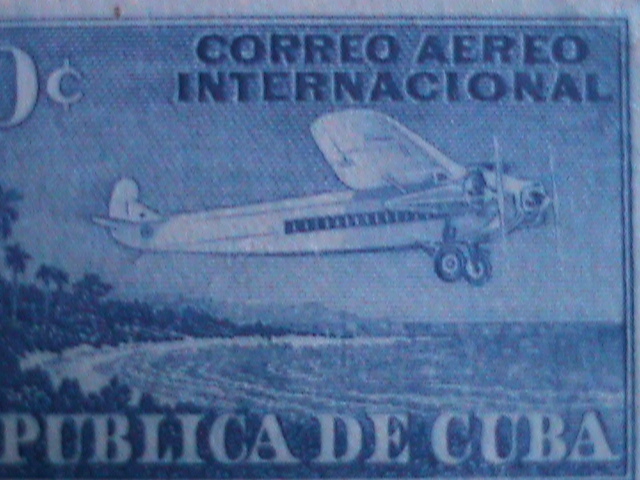 CORREO AEREO
INTERNACIONAL
0¢
PUBLICA DE CUBA